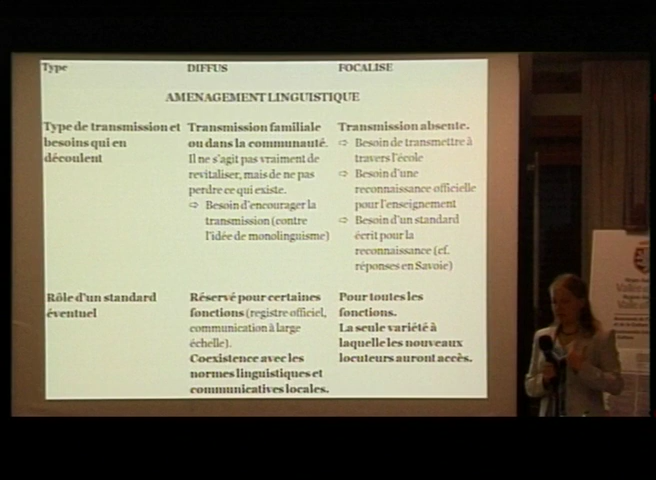 Type DIFFUS FOCALISE
AMENAGEMENT LINGUISTIQUE
Type de transmission et
besoins qui en
découlent
Transmission familiale
ou dans la communauté.
Il ne s'agit pas vraiment de
revitaliser, mais de ne pas
perdre ce qui existe.
⇨ Besoin d'encourager la
transmission (contre
l'idée de monolinguisme)
Transmission absente.
⇨ Besoin de transmettre à
travers l'école
⇨ Besoin d'une
reconnaissance officielle
pour l'enseignement
⇨ Besoin d'un standard
écrit pour la
reconnaissance (cf.
réponses en Savoie)
Rôle d'un standard
éventuel
Réservé pour certaines
fonctions (registre officiel,
communication à large
échelle).
Coexistence avec les
normes linguistiques et
communicatives locales.
Pour toutes les
fonctions.
La seule variété à
laquelle les nouveaux
locuteurs auront accès.